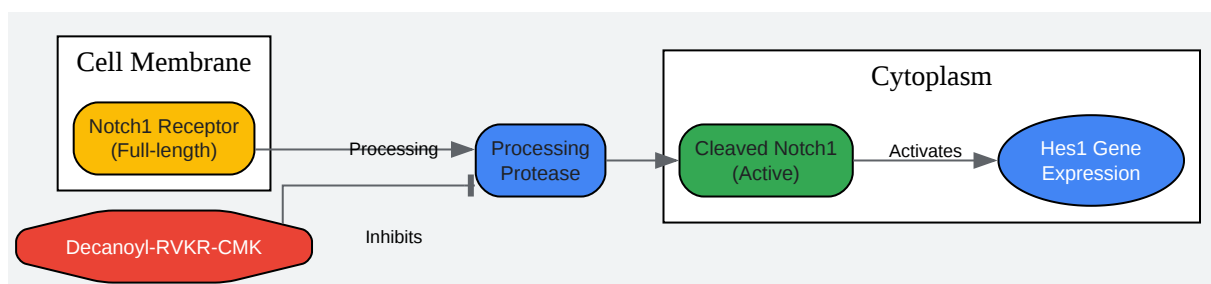 Cell Membrane
Notch1 Receptor
(Full-length)
Processing
Processing
Protease
Cytoplasm
Cleaved Notch1
(Active)
Activates
Hes1 Gene
Expression
Decanoyl-RVKR-CMK
Inhibits